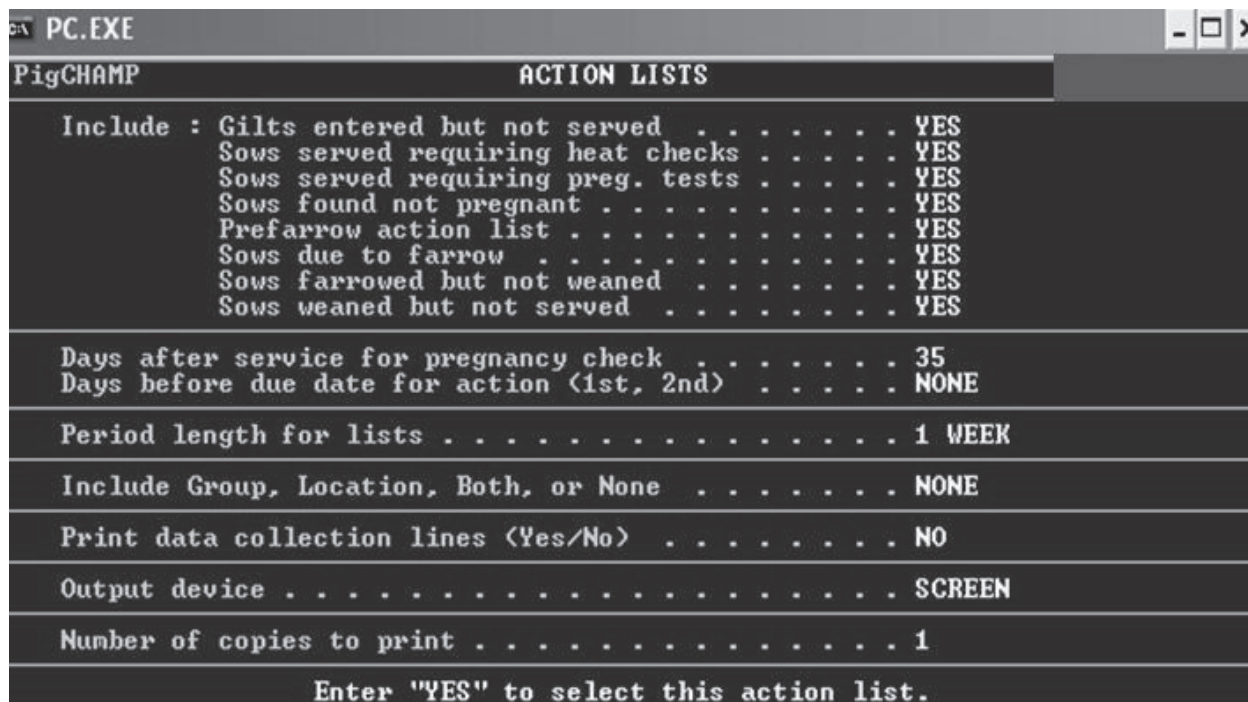 C:\ PC.EXE
PigCHAMP ACTION LISTS
Include : Gilts entered but not served . . . . . . . YES
Sows served requiring heat checks . . . . . YES
Sows served requiring preg. tests . . . . . YES
Sows found not pregnant . . . . . . . . . . YES
Prefarrow action list . . . . . . . . . . . YES
Sows due to farrow . . . . . . . . . . . . YES
Sows farrowed but not weaned . . . . . . . YES
Sows weaned but not served . . . . . . . . YES
Days after service for pregnancy check . . . . . . . 35
Days before due date for action (1st, 2nd) . . . . . NONE
Period length for lists . . . . . . . . . . . . . . . 1 WEEK
Include Group, Location, Both, or None . . . . . . . NONE
Print data collection lines (Yes/No) . . . . . . . . NO
Output device . . . . . . . . . . . . . . . . . . . . SCREEN
Number of copies to print . . . . . . . . . . . . . . 1
Enter "YES" to select this action list.